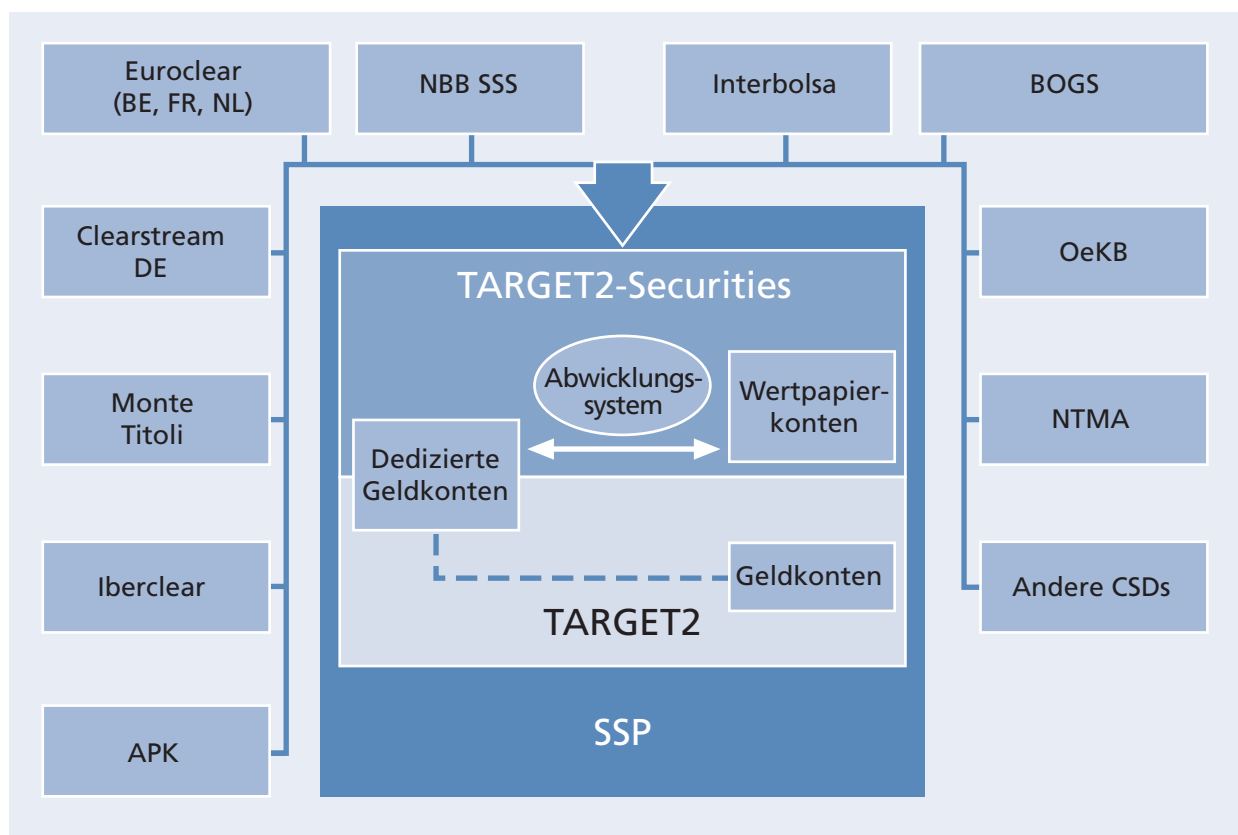 Euroclear
(BE, FR, NL)
NBB SSS
Interbolsa
BOGS
Clearstream
DE
Monte
Titoli
Iberclear
APK
TARGET2-Securities
Abwicklungs-
system
Wertpapier-
konten
Dedizierte
Geldkonten
Geldkonten
TARGET2
SSP
OeKB
NTMA
Andere CSDs